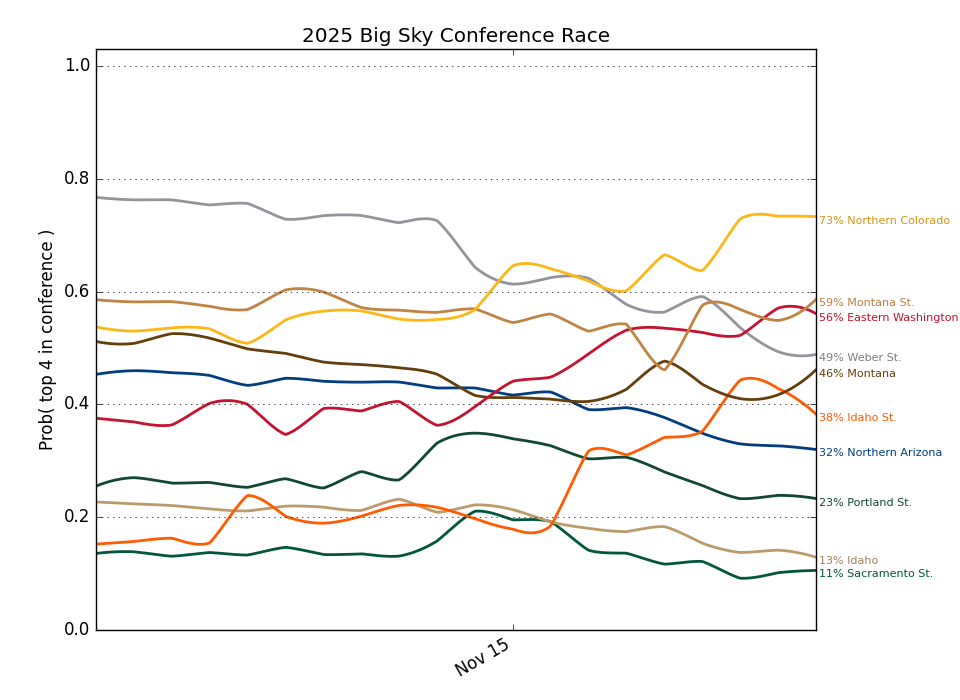 2025 Big Sky Conference Race
Prob( top 4 in conference )
1.0
0.8
0.6
0.4
0.2
0.0
Nov 15
73% Northern Colorado
59% Montana St.
56% Eastern Washington
49% Weber St.
46% Montana
38% Idaho St.
32% Northern Arizona
23% Portland St.
13% Idaho
11% Sacramento St.